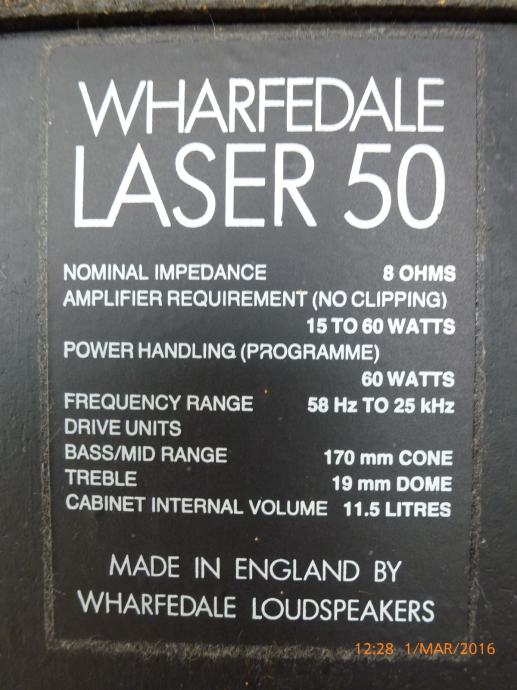 WHARFEDALE
LASER 50
NOMINAL IMPEDANCE 8 OHMS
AMPLIFIER REQUIREMENT (NO CLIPPING)
15 TO 60 WATTS
POWER HANDLING (PROGRAMME)
60 WATTS
FREQUENCY RANGE 58 Hz TO 25 kHz
DRIVE UNITS
BASS/MID RANGE 170 mm CONE
TREBLE 19 mm DOME
CABINET INTERNAL VOLUME 11.5 LITRES
MADE IN ENGLAND BY
WHARFEDALE LOUDSPEAKERS
12:28 1/MAR/2016